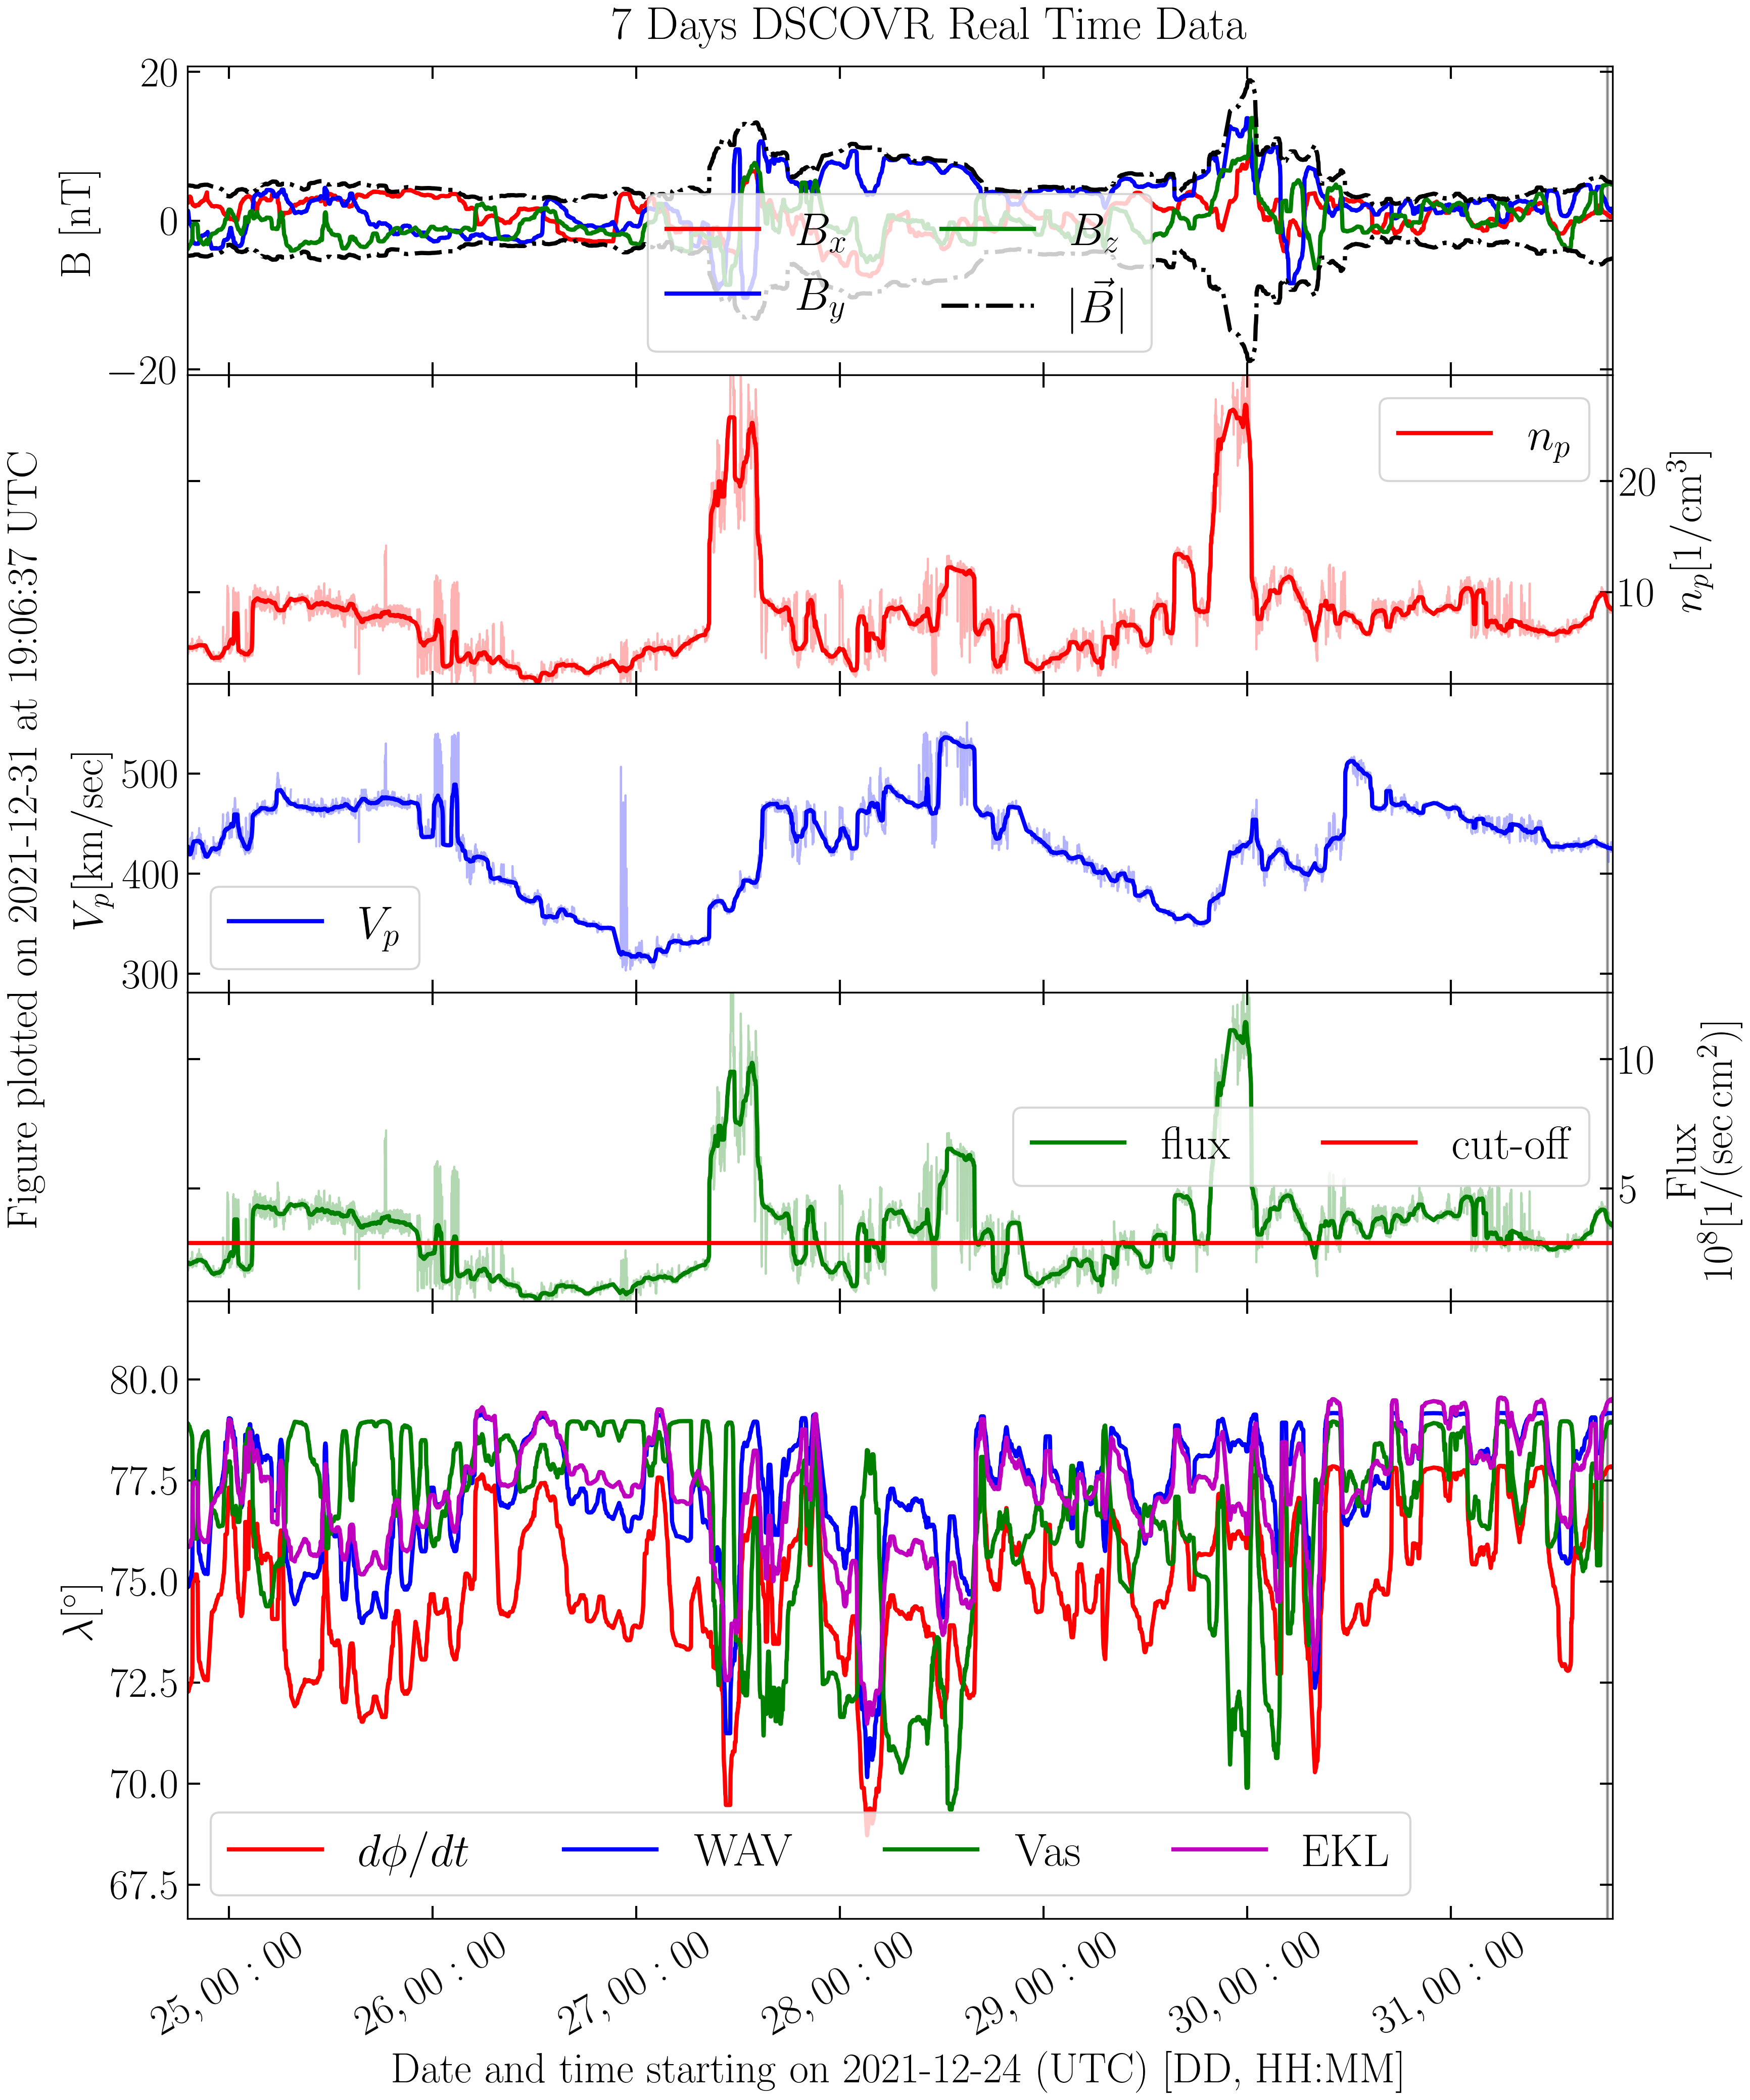 7 Days DSCOVR Real Time Data
Figure plotted on 2021-12-31 at 19:06:37 UTC
B [nT]
20
0
−20
B_x
B_y
B_z
|B⃗|
n_p
20
10
n_p[1/cm³]
V_p[km/sec]
500
400
300
V_p
flux
cut-off
10
5
Flux
10⁸[1/(sec cm²)]
λ[°]
80.0
77.5
75.0
72.5
70.0
67.5
dϕ/dt
WAV
Vas
EKL
25, 00 : 00
26, 00 : 00
27, 00 : 00
28, 00 : 00
29, 00 : 00
30, 00 : 00
31, 00 : 00
Date and time starting on 2021-12-24 (UTC) [DD, HH:MM]